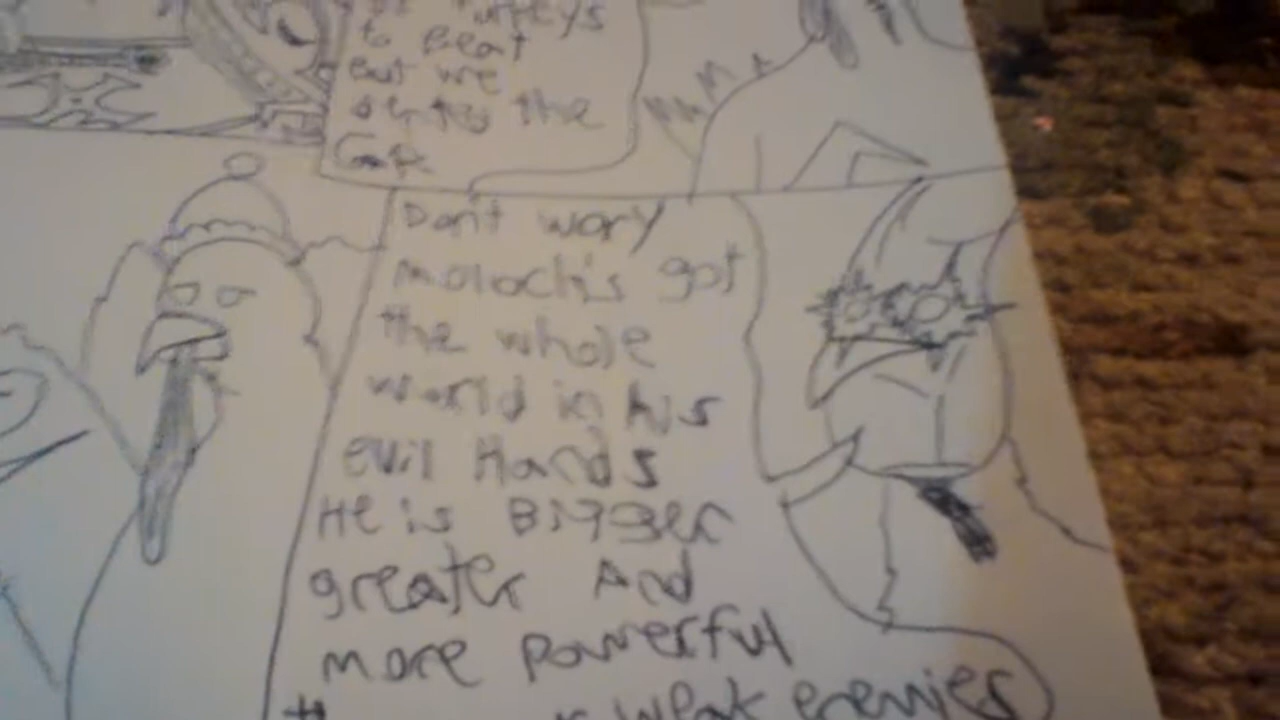 to Beat
But we
the
Don't wory
moloch's got
the whole
world in his
evil Hands
He is Bigger
greater And
more powerful
weak enemies